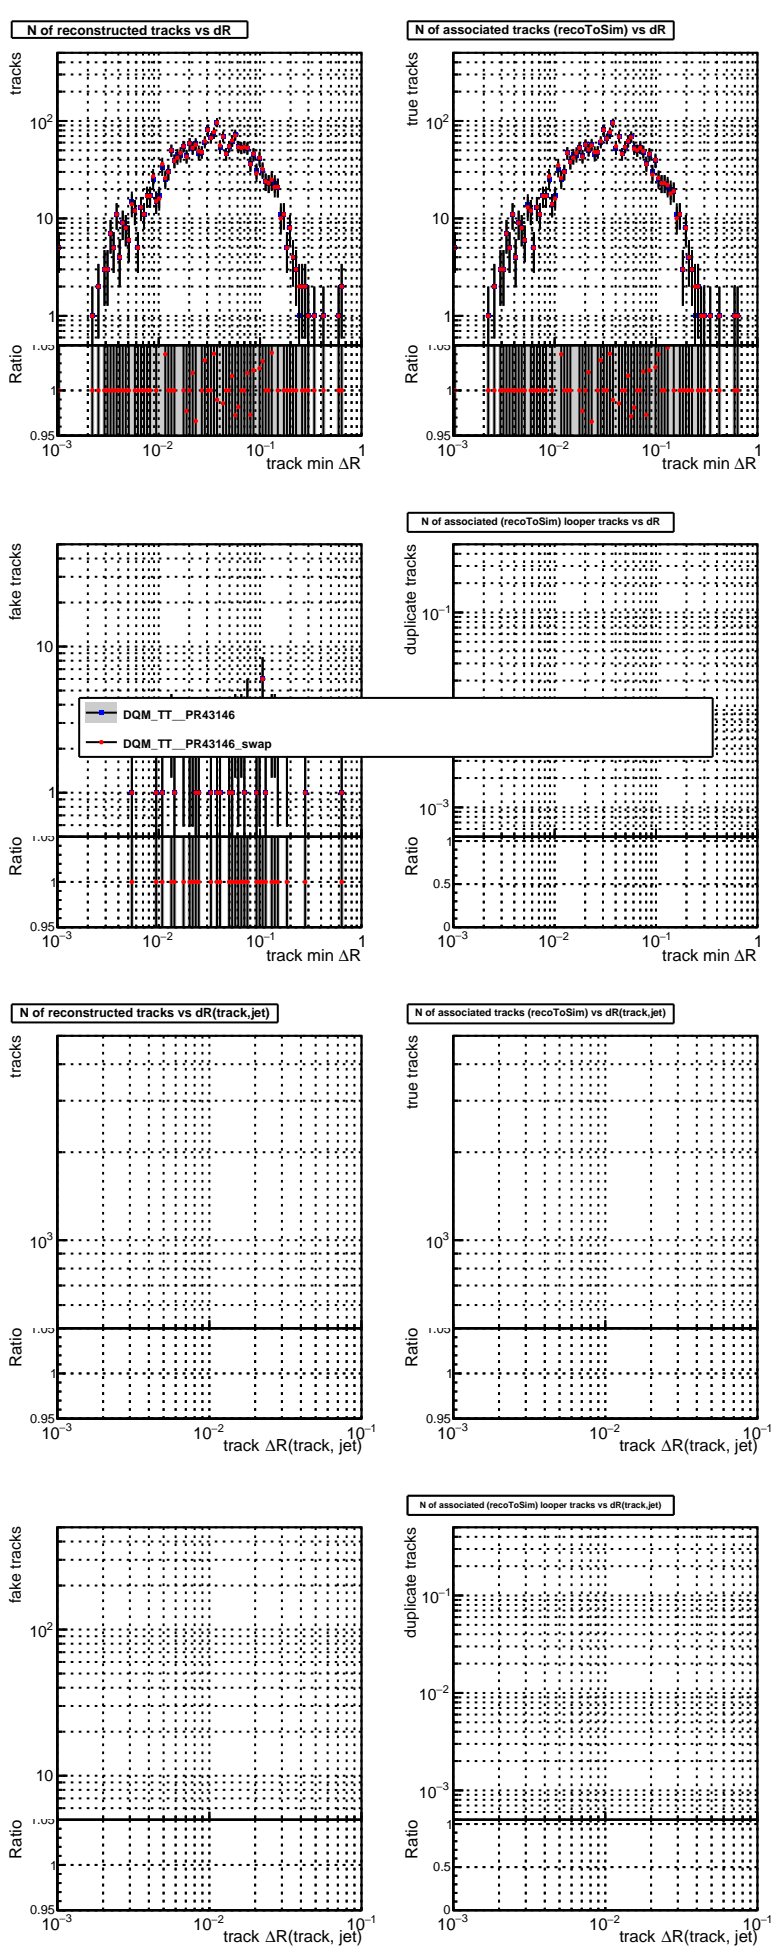 N of reconstructed tracks vs dR
N of associated tracks (recoToSim) vs dR
tracks
10²
10
1
Ratio
1.05
1
0.95
10⁻³
10⁻²
10⁻¹
1
track min ΔR
true tracks
10²
10
1
Ratio
1.05
1
0.95
10⁻³
10⁻²
10⁻¹
1
track min ΔR
N of associated (recoToSim) looper tracks vs dR
fake tracks
10
1
Ratio
1.05
1
0.95
10⁻³
10⁻²
10⁻¹
1
track min ΔR
duplicate tracks
10⁻¹
10⁻³
Ratio
1
0.5
0
10⁻³
10⁻²
10⁻¹
1
track min ΔR
DQM_TT__PR43146
DQM_TT__PR43146_swap
N of reconstructed tracks vs dR(track,jet)
N of associated tracks (recoToSim) vs dR(track,jet)
tracks
10³
Ratio
1.05
1
0.95
10⁻³
10⁻²
10⁻¹
track ΔR(track, jet)
true tracks
10³
Ratio
1.05
1
0.95
10⁻³
10⁻²
10⁻¹
track ΔR(track, jet)
N of associated (recoToSim) looper tracks vs dR(track,jet)
fake tracks
10²
10
Ratio
1.05
1
0.95
10⁻³
10⁻²
10⁻¹
track ΔR(track, jet)
duplicate tracks
10⁻¹
10⁻²
10⁻³
Ratio
1
0.5
0
10⁻³
10⁻²
10⁻¹
track ΔR(track, jet)